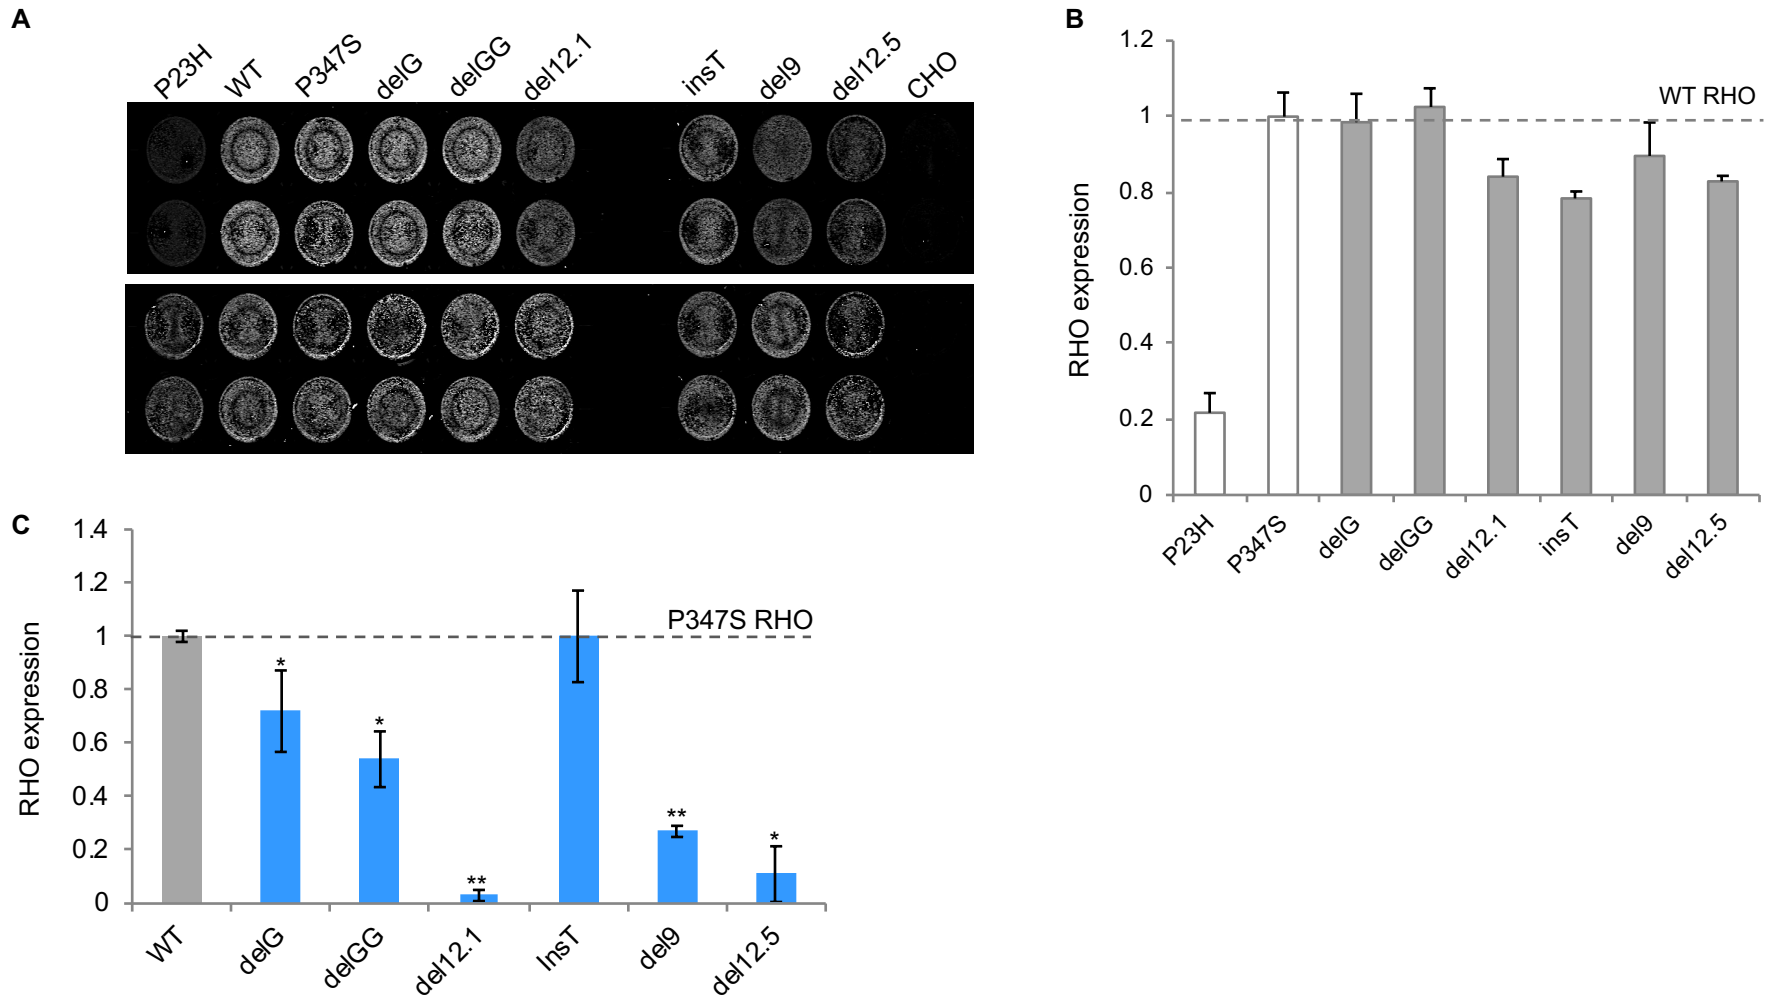 A
P23H WT P347S delG delGG del12.1 insT del9 del12.5 CHO
B
1.2
1
0.8
0.6
0.4
0.2
0
RHO expression
WT RHO
P23H P347S delG delGG del12.1 insT del9 del12.5
C
1.4
1.2
1
0.8
0.6
0.4
0.2
0
RHO expression
P347S RHO
*
*
**
**
*
WT delG delGG del12.1 InsT del9 del12.5